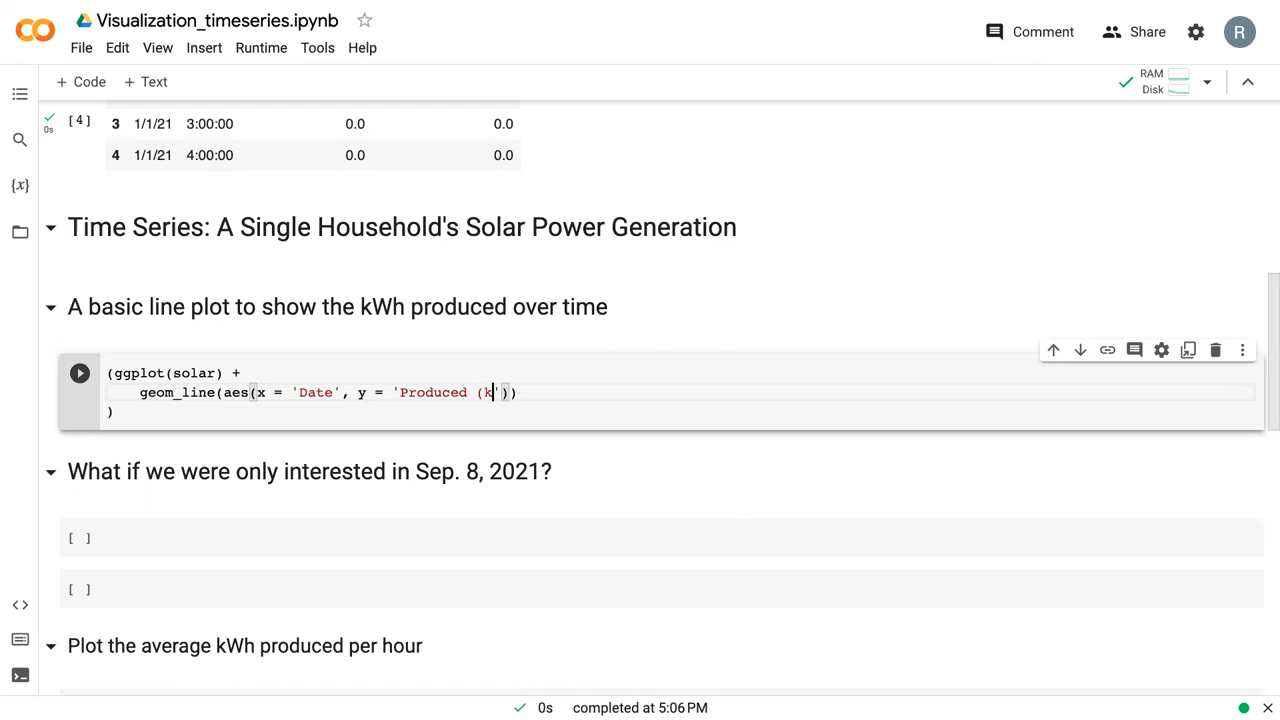 Visualization_timeseries.ipynb
Comment
Share
R
File Edit View Insert Runtime Tools Help
+ Code + Text
RAM
Disk
0s
[4]
3 1/1/21 3:00:00 0.0 0.0
4 1/1/21 4:00:00 0.0 0.0
{x}
Time Series: A Single Household's Solar Power Generation
A basic line plot to show the kWh produced over time
(ggplot(solar) +
geom_line(aes(x = 'Date', y = 'Produced (k'))
)
What if we were only interested in Sep. 8, 2021?
[ ]
[ ]
Plot the average kWh produced per hour
0s completed at 5:06 PM